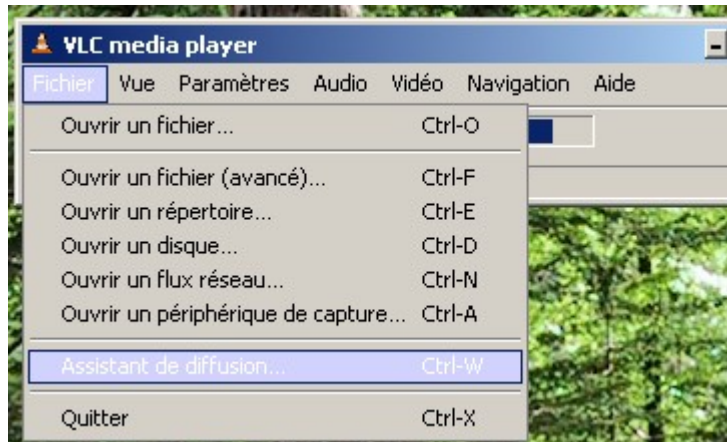 VLC media player
Fichier Vue Paramètres Audio Vidéo Navigation Aide
Ouvrir un fichier... Ctrl-O
Ouvrir un fichier (avancé)... Ctrl-F
Ouvrir un répertoire... Ctrl-E
Ouvrir un disque... Ctrl-D
Ouvrir un flux réseau... Ctrl-N
Ouvrir un périphérique de capture... Ctrl-A
Assistant de diffusion... Ctrl-W
Quitter Ctrl-X